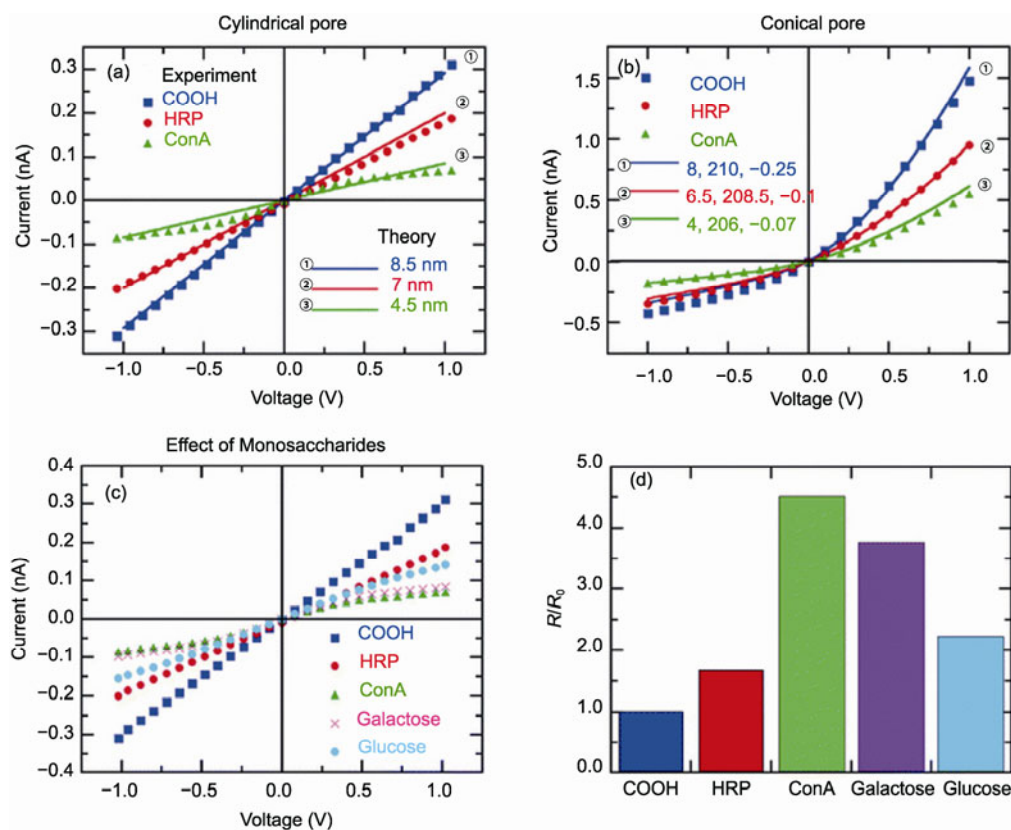 Cylindrical pore
Conical pore
(a)
Experiment
COOH
HRP
ConA
①
②
③
0.3
0.2
0.1
0.0
−0.1
−0.2
−0.3
Current (nA)
Theory
① 8.5 nm
② 7 nm
③ 4.5 nm
−1.0 −0.5 0.0 0.5 1.0
Voltage (V)
(b)
COOH
HRP
ConA
① 8, 210, −0.25
② 6.5, 208.5, −0.1
③ 4, 206, −0.07
①
②
③
1.5
1.0
0.5
0.0
−0.5
Current (nA)
−1.0 −0.5 0.0 0.5 1.0
Voltage (V)
Effect of Monosaccharides
(c)
0.4
0.3
0.2
0.1
0.0
−0.1
−0.2
−0.3
−0.4
Current (nA)
COOH
HRP
ConA
Galactose
Glucose
−1.0 −0.5 0.0 0.5 1.0
Voltage (V)
(d)
5.0
4.0
3.0
2.0
1.0
0.0
R/R0
COOH HRP ConA Galactose Glucose